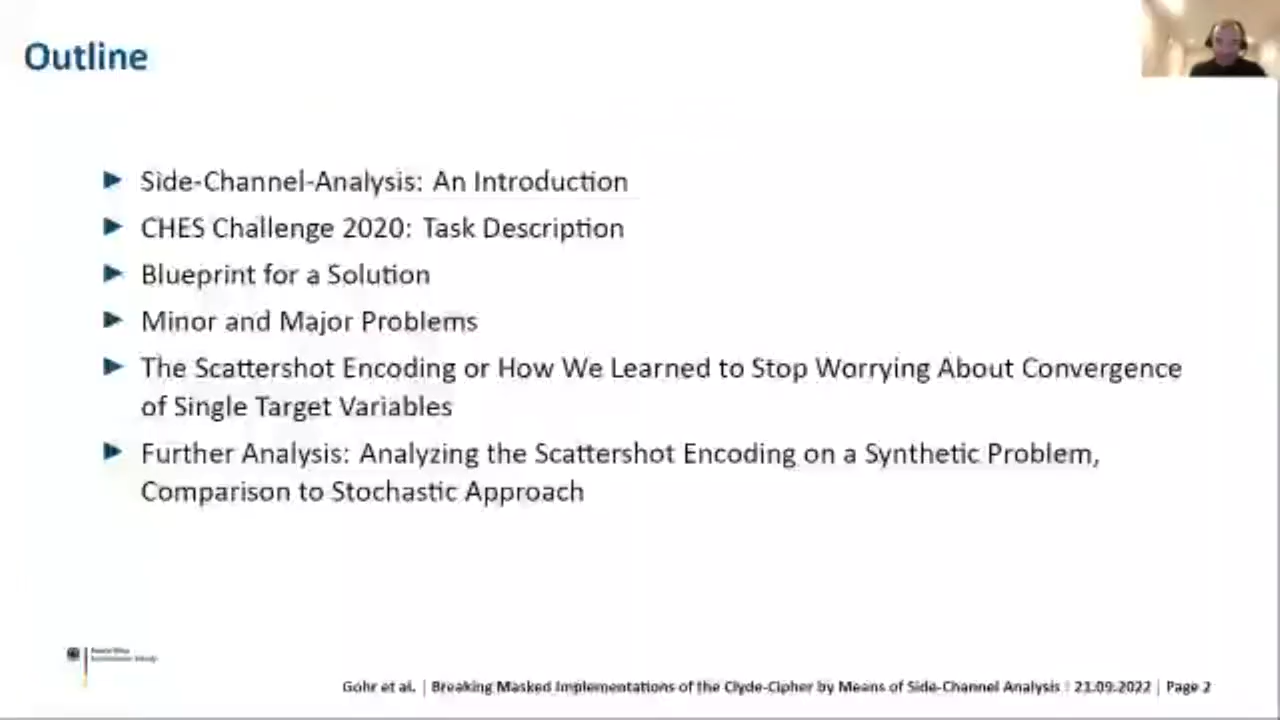 Outline
Side-Channel-Analysis: An Introduction
CHES Challenge 2020: Task Description
Blueprint for a Solution
Minor and Major Problems
The Scattershot Encoding or How We Learned to Stop Worrying About Convergence
of Single Target Variables
Further Analysis: Analyzing the Scattershot Encoding on a Synthetic Problem,
Comparison to Stochastic Approach
Gohr et al. | Breaking Masked Implementations of the Clyde-Cipher by Means of Side-Channel Analysis | 21.09.2022 | Page 2